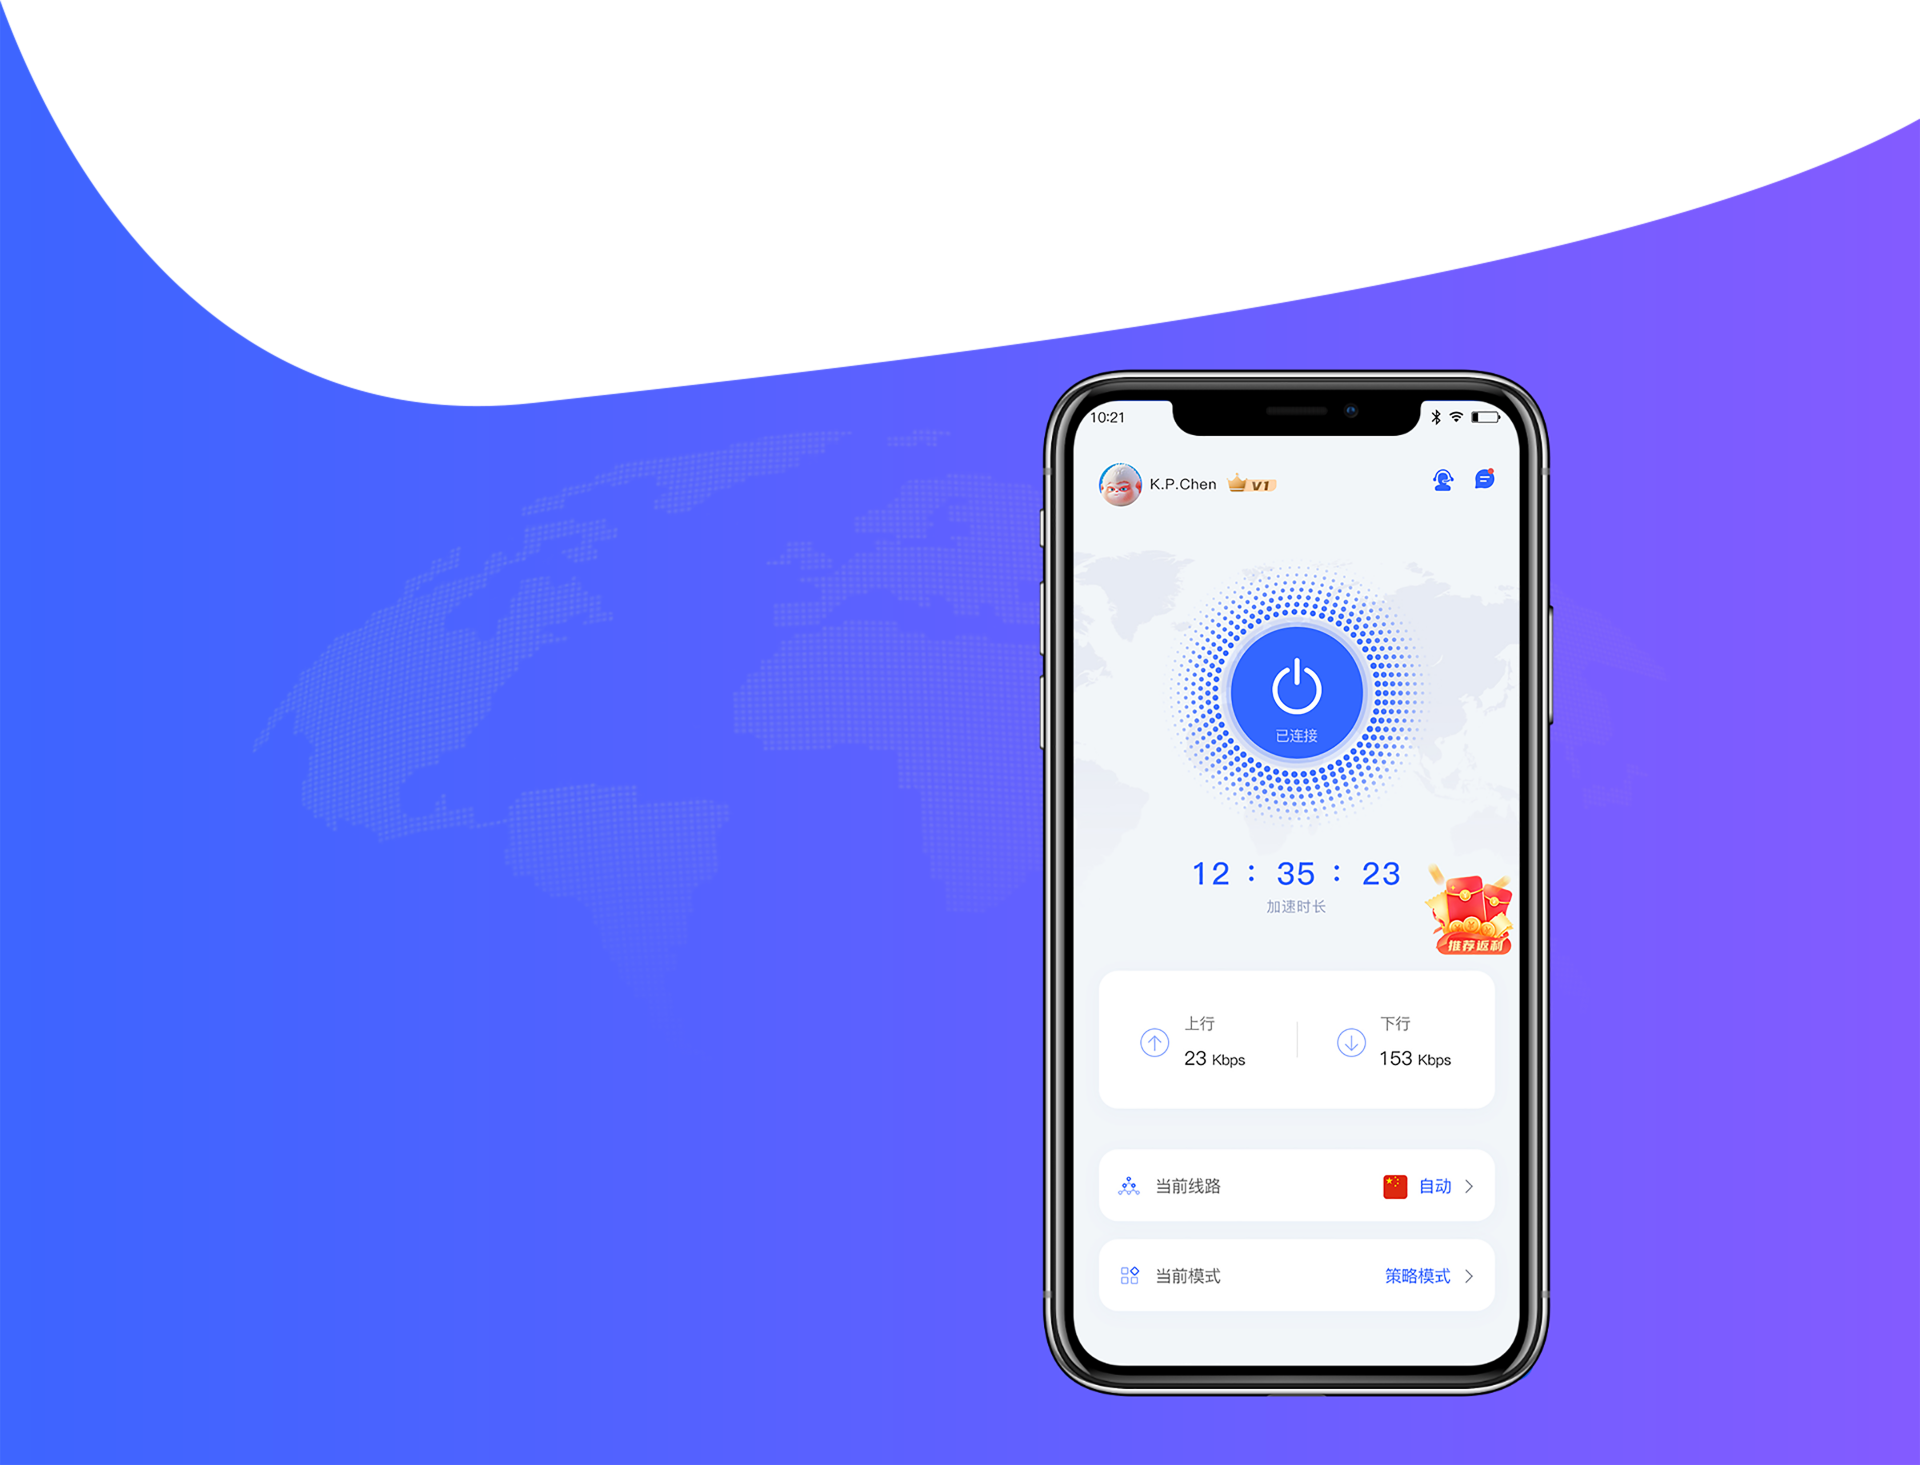 10:21
K.P.Chen V1
已连接
12 : 35 : 23
加速时长
推荐返利
上行
23 Kbps
下行
153 Kbps
当前线路 自动
当前模式 策略模式